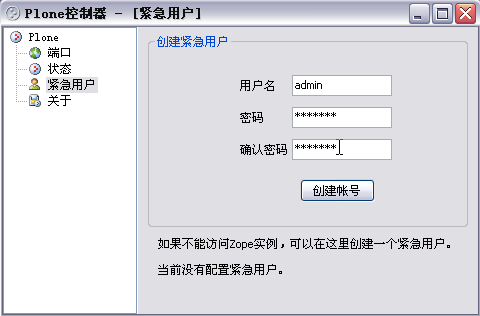 Plone控制器 - [紧急用户]
Plone
端口
状态
紧急用户
关于
创建紧急用户
用户名 admin
密码 *******
确认密码 *******
创建帐号
如果不能访问Zope实例，可以在这里创建一个紧急用户。
当前没有配置紧急用户。